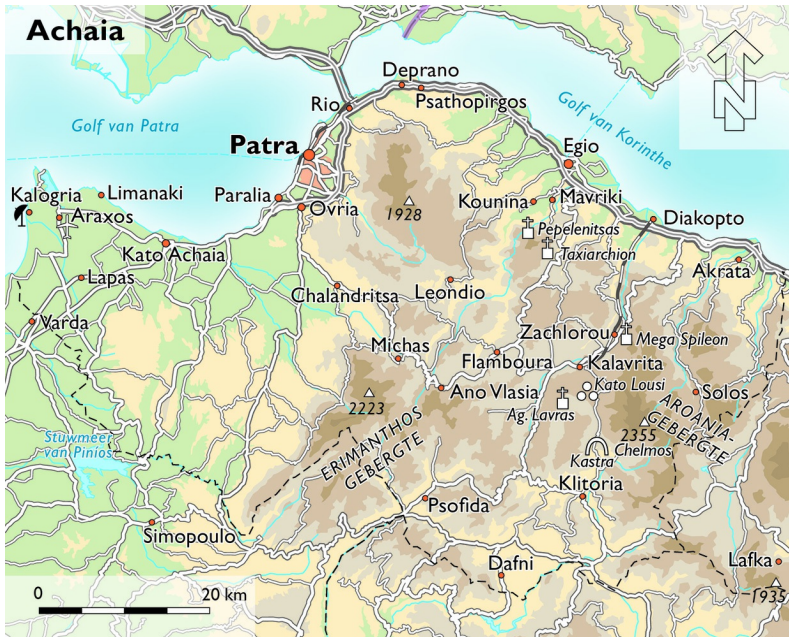 Achaia
N
Deprano
Psathopirgos
Rio
Golf van Patra
Golf van Korinthe
Patra
Egio
Kalogria
Limanaki
Araxos
Paralia
Ovria
1928
Kounina
Mavriki
Pepelenitsas
Taxiarchion
Diakopto
Kato Achaia
Lapas
Akrata
Chalandritsa
Leondio
Varda
Zachlorou
Mega Spileon
Michas
Flamboura
Kalavrita
Kato Lousi
Ano Vlasia
Solos
2223
Ag. Lavras
AROANIA-
GEBERGTE
2355
Chelmos
Kastra
ERIMANTHOS
GEBERGTE
Stuwmeer
van Pinios
Psofida
Klitoria
Simopoulo
Dafni
Lafka
1935
0
20 km